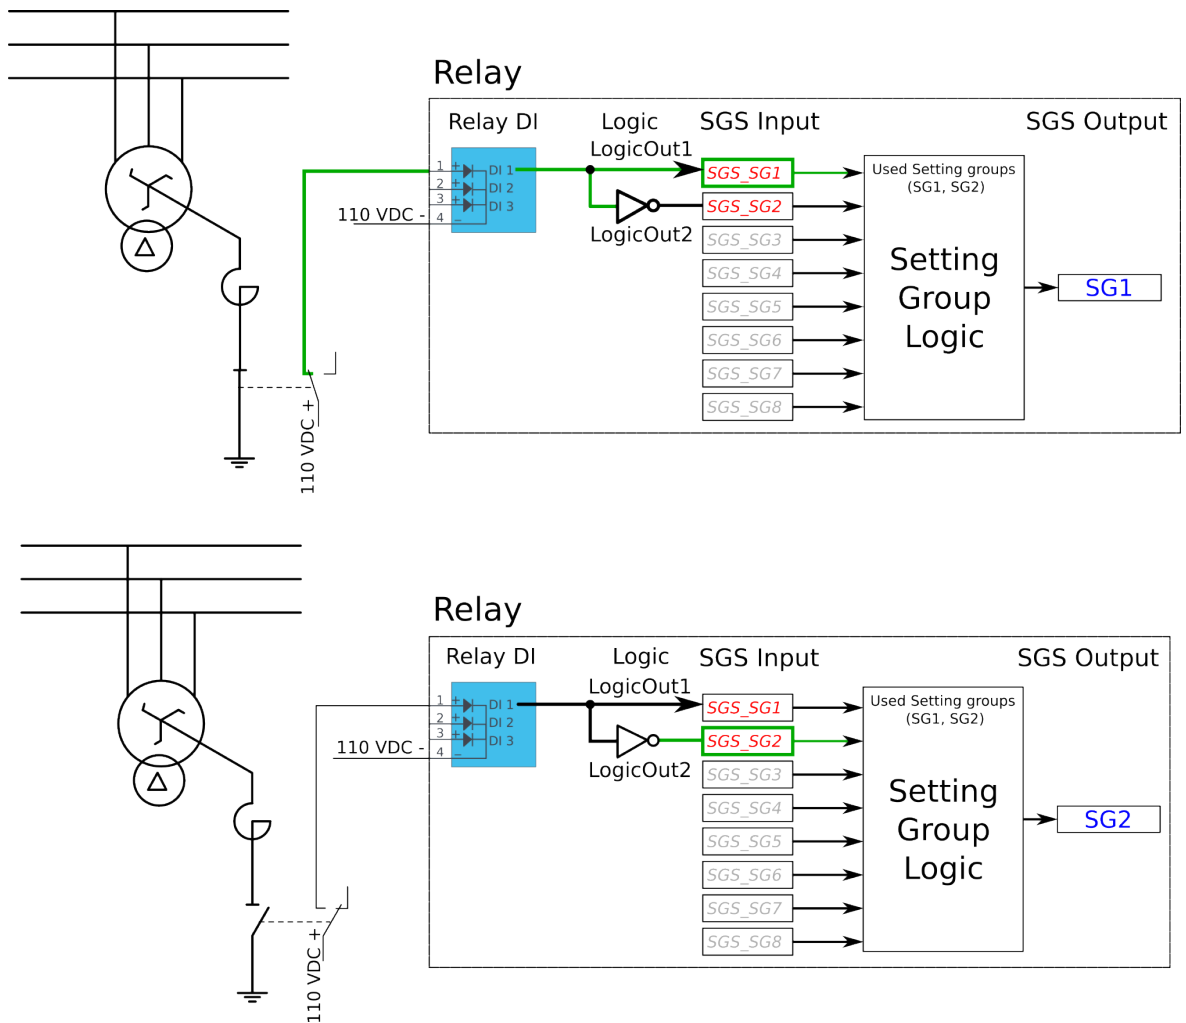 Relay
Relay DI
Logic
SGS Input
SGS Output
LogicOut1
1 +
DI 1
SGS_SG1
Used Setting groups
(SG1, SG2)
2 +
DI 2
3 +
DI 3
SGS_SG2
110 VDC -
4 –
LogicOut2
SGS_SG3
SGS_SG4
SGS_SG5
SGS_SG6
SGS_SG7
SGS_SG8
Setting
Group
Logic
SG1
110 VDC +
Relay
Relay DI
Logic
SGS Input
SGS Output
LogicOut1
1 +
DI 1
SGS_SG1
Used Setting groups
(SG1, SG2)
2 +
DI 2
3 +
DI 3
SGS_SG2
110 VDC -
4 –
LogicOut2
SGS_SG3
SGS_SG4
SGS_SG5
SGS_SG6
SGS_SG7
SGS_SG8
Setting
Group
Logic
SG2
110 VDC +